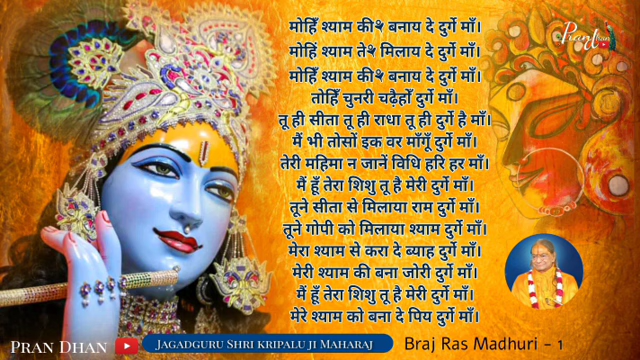 Pran Dhan
मोहिँ श्याम की बनाय दे दुर्गे माँ।
मोहिं श्याम ते मिलाय दे दुर्गे माँ।
मोहिँ श्याम की बनाय दे दुर्गे माँ।
तोहिँ चुनरी चढ़ैहोँ दुर्गे माँ।
तू ही सीता तू ही राधा तू ही दुर्गे है माँ।
मैं भी तोसोँ इक वर माँगूँ दुर्गे माँ।
तेरी महिमा न जानें विधि हरि हर माँ।
मैं हूँ तेरा शिशु तू है मेरी दुर्गे माँ।
तूने सीता से मिलाया राम दुर्गे माँ।
तूने गोपी को मिलाया श्याम दुर्गे माँ।
मेरा श्याम से करा दे ब्याह दुर्गे माँ।
मेरी श्याम की बना जोरी दुर्गे माँ।
मैं हूँ तेरा शिशु तू है मेरी दुर्गे माँ।
मेरे श्याम को बना दे पिय दुर्गे माँ।
Pran Dhan
Jagadguru Shri kripalu ji Maharaj
Braj Ras Madhuri - 1